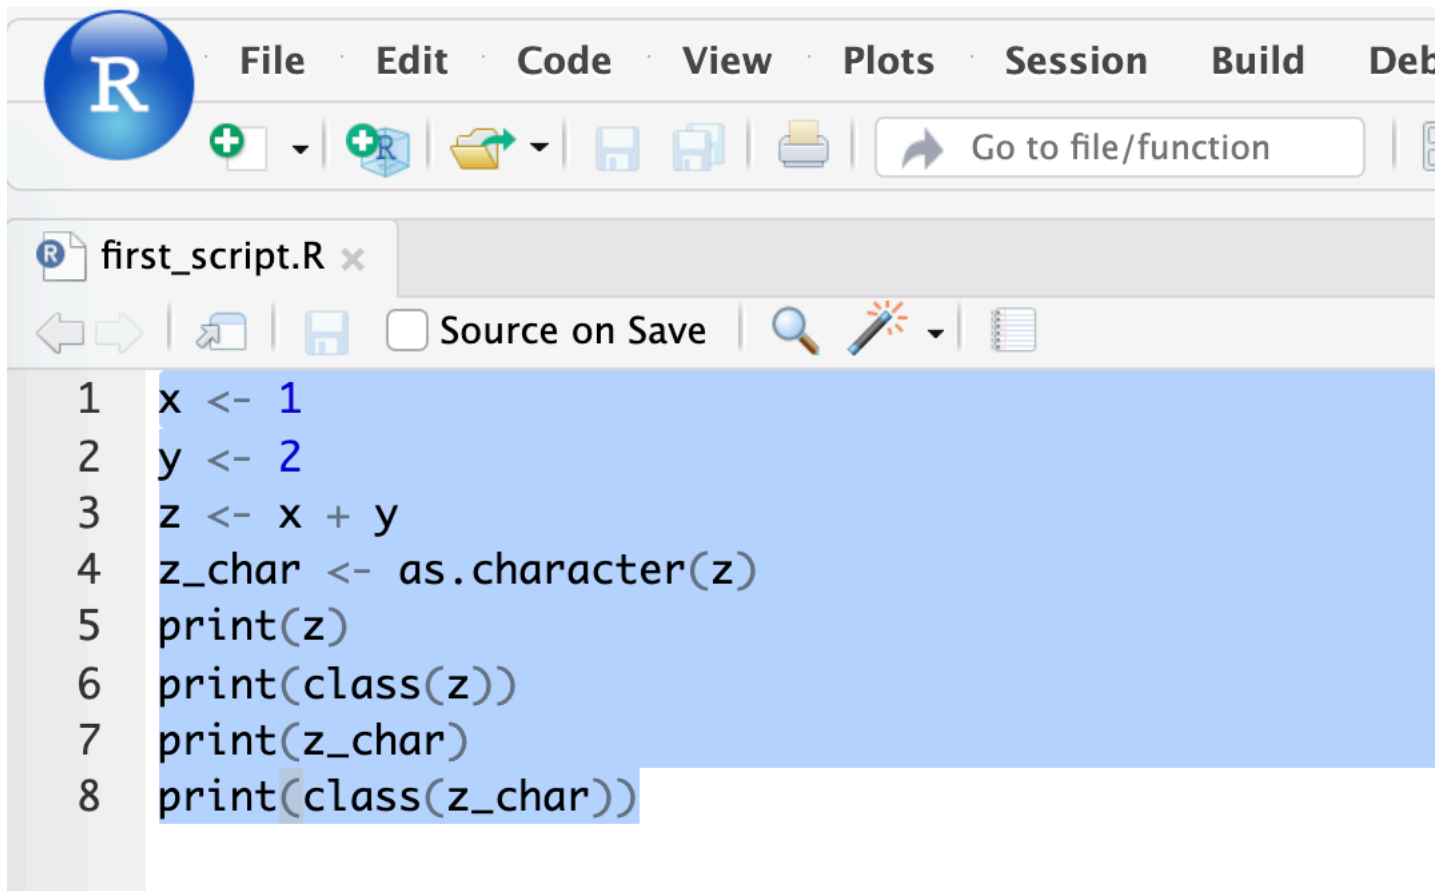 R File Edit Code View Plots Session Build Deb
R Go to file/function
R first_script.R
Source on Save
1 x <- 1
2 y <- 2
3 z <- x + y
4 z_char <- as.character(z)
5 print(z)
6 print(class(z))
7 print(z_char)
8 print(class(z_char))